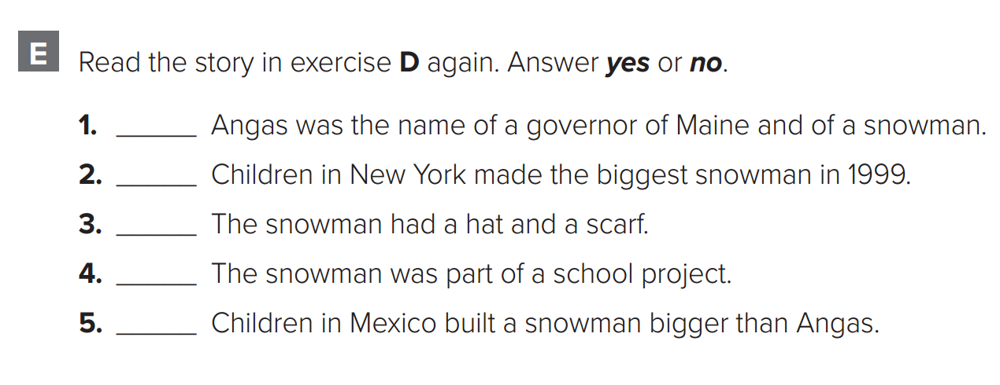 E Read the story in exercise D again. Answer yes or no.
1. ______ Angas was the name of a governor of Maine and of a snowman.
2. ______ Children in New York made the biggest snowman in 1999.
3. ______ The snowman had a hat and a scarf.
4. ______ The snowman was part of a school project.
5. ______ Children in Mexico built a snowman bigger than Angas.